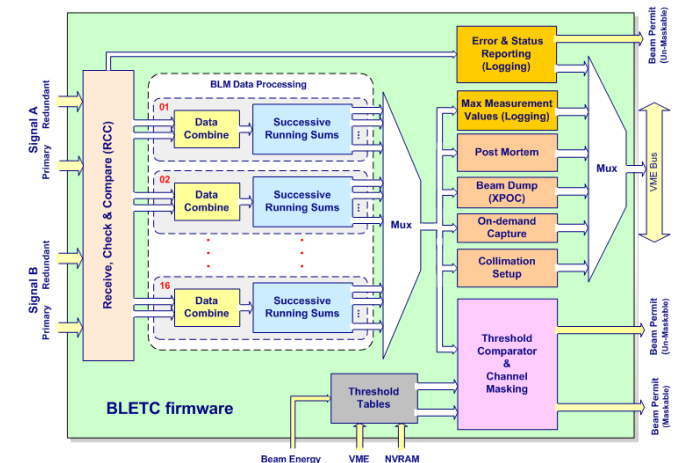 Beam Permit
(Un-Maskable)
Error & Status
Reporting
(Logging)
BLM Data Processing
Signal A
Redundant
Primary
Signal B
Redundant
Primary
Receive, Check & Compare (RCC)
01
Data
Combine
Successive
Running Sums
...
02
Data
Combine
Successive
Running Sums
...
16
Data
Combine
Successive
Running Sums
...
Mux
Max Measurement
Values (Logging)
Post Mortem
Beam Dump
(XPOC)
On-demand
Capture
Collimation
Setup
Mux
VME Bus
Threshold
Comparator
&
Channel
Masking
Beam Permit
(Un-Maskable)
Beam Permit
(Maskable)
Threshold
Tables
BLETC firmware
Beam Energy
VME
NVRAM